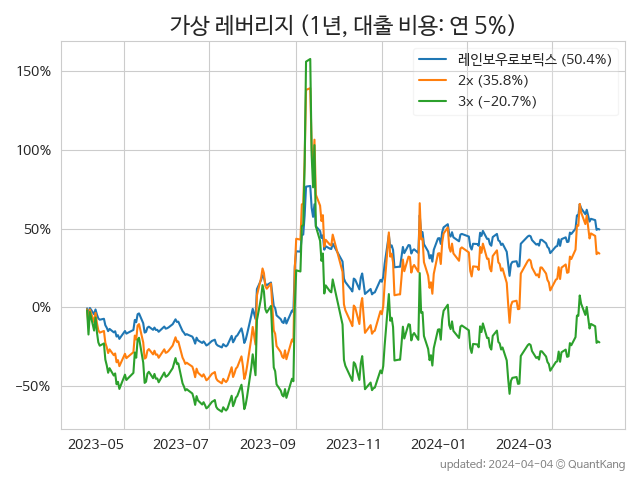 가상 레버리지 (1년, 대출 비용: 연 5%)
레인보우로보틱스 (50.4%)
2x (35.8%)
3x (−20.7%)
150%
100%
50%
0%
−50%
2023-05 2023-07 2023-09 2023-11 2024-01 2024-03
updated: 2024-04-04 © QuantKang